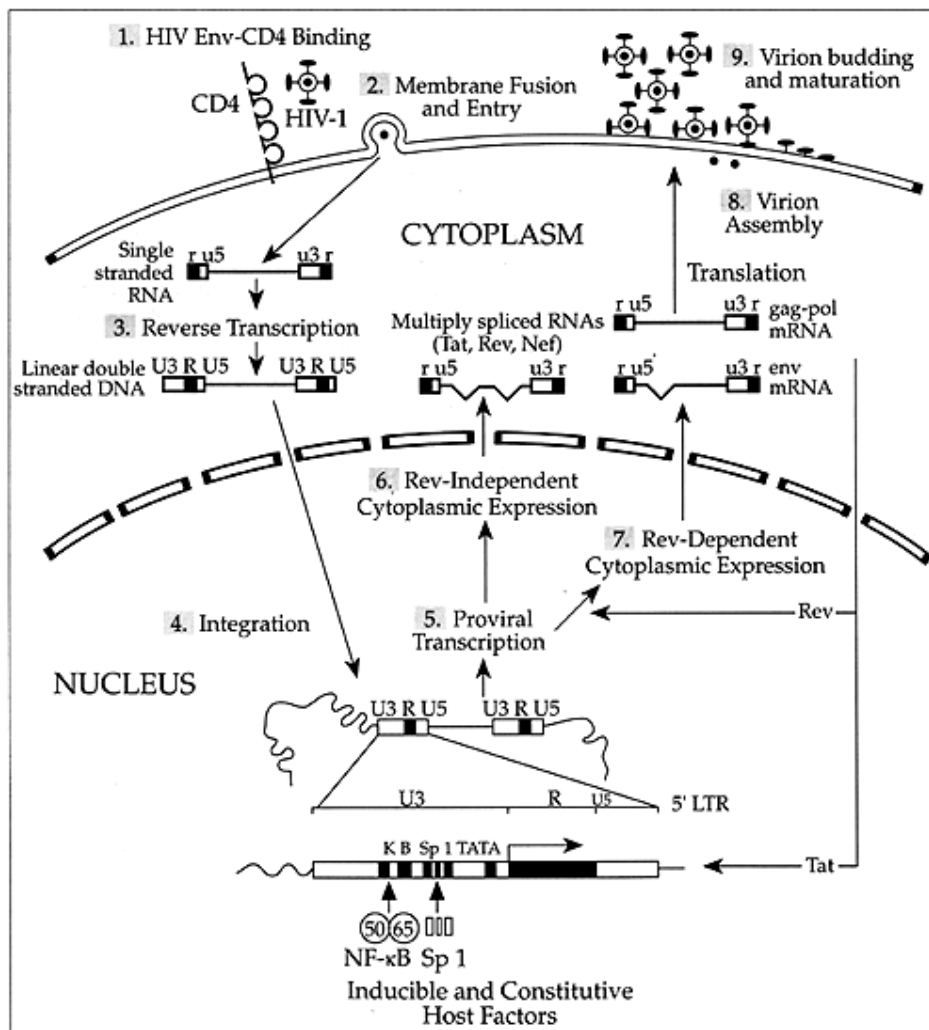 1. HIV Env-CD4 Binding
CD4
HIV-1
2. Membrane Fusion
and Entry
9. Virion budding
and maturation
8. Virion
Assembly
CYTOPLASM
Single
stranded
RNA
r u5
u3 r
3. Reverse Transcription
Linear double
stranded DNA
U3 R U5
U3 R U5
Translation
r u5
u3 r
gag-pol
mRNA
Multiply spliced RNAs
(Tat, Rev, Nef)
r u5
u3 r
r u5'
u3 r
env
mRNA
6. Rev-Independent
Cytoplasmic Expression
7. Rev-Dependent
Cytoplasmic Expression
Rev
4. Integration
5. Proviral
Transcription
NUCLEUS
U3 R U5
U3 R U5
U3
R
U5
5' LTR
K B Sp 1 TATA
Tat
50 65
NF-κB Sp 1
Inducible and Constitutive
Host Factors